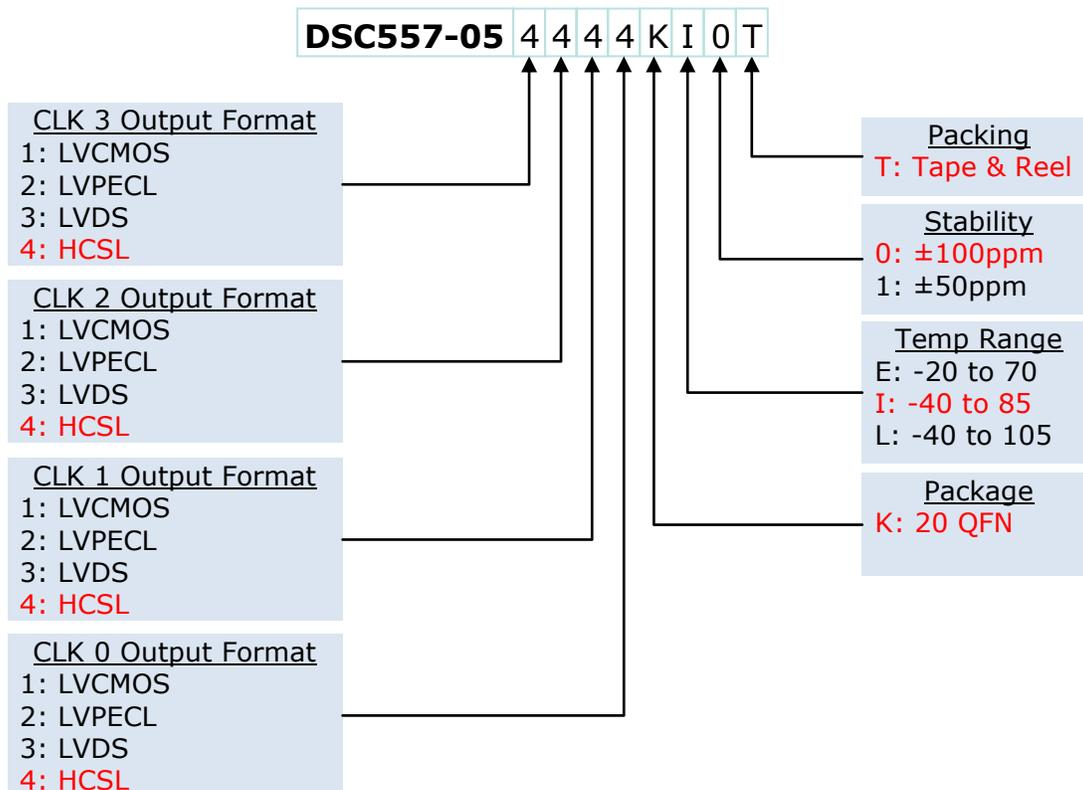 DSC557-05 4 4 4 4 K I 0 T
CLK 3 Output Format
1: LVCMOS
2: LVPECL
3: LVDS
4: HCSL
CLK 2 Output Format
1: LVCMOS
2: LVPECL
3: LVDS
4: HCSL
CLK 1 Output Format
1: LVCMOS
2: LVPECL
3: LVDS
4: HCSL
CLK 0 Output Format
1: LVCMOS
2: LVPECL
3: LVDS
4: HCSL
Packing
T: Tape & Reel
Stability
0: ±100ppm
1: ±50ppm
Temp Range
E: -20 to 70
I: -40 to 85
L: -40 to 105
Package
K: 20 QFN